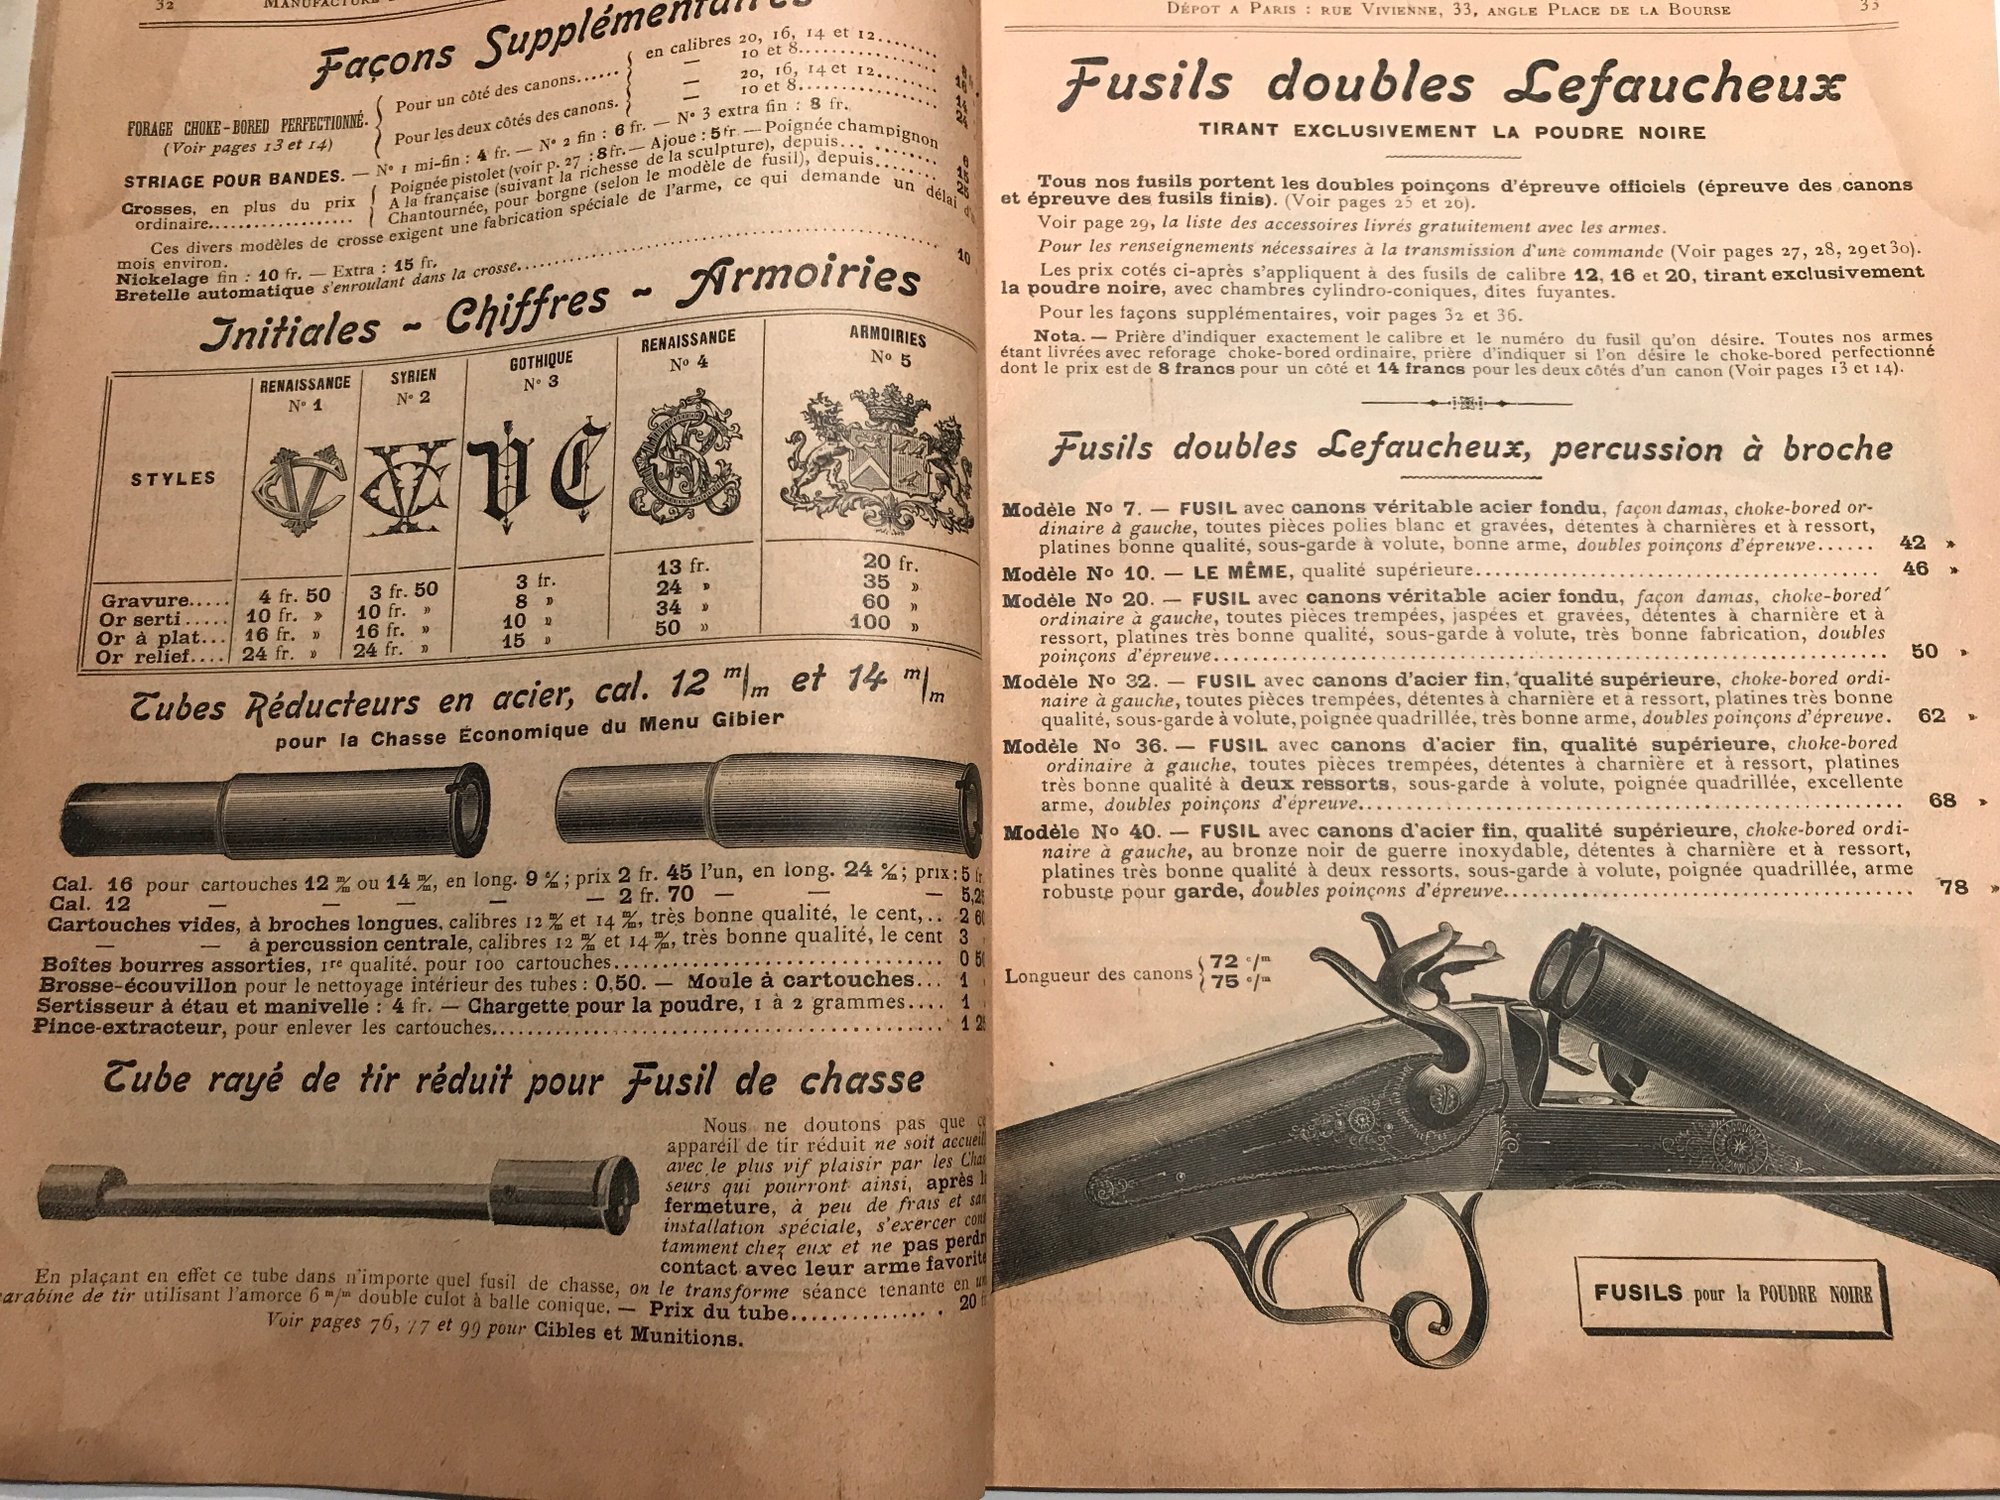 32 MANUFACTURE
Façons Supplémentaires
FORAGE CHOKE-BORED PERFECTIONNÉ.
(Voir pages 13 et 14)
Pour un côté des canons......
en calibres 20, 16, 14 et 12........
— 10 et 8................
Pour les deux côtés des canons.
— 20, 16, 14 et 12........
— 10 et 8................
STRIAGE POUR BANDES. — No 1 mi-fin : 4 fr. — No 2 fin : 6 fr. — No 3 extra fin : 8 fr.
Crosses, en plus du prix
ordinaire................
Poignée pistolet (voir p. 27 : 8 fr. — Ajoue : 5 fr. — Poignée champignon
A la française (suivant la richesse de la sculpture), depuis...
Chantournée, pour borgne (selon le modèle de fusil), depuis........
Ces divers modèles de crosse exigent une fabrication spéciale de l'arme, ce qui demande un délai
mois environ.
Nickelage fin : 10 fr. — Extra : 15 fr.
Bretelle automatique s'enroulant dans la crosse................ 10
Initiales ~ Chiffres ~ Armoiries
STYLES
RENAISSANCE No 1
SYRIEN No 2
GOTHIQUE No 3
RENAISSANCE No 4
ARMOIRIES No 5
Gravure..... 4 fr. 50 3 fr. 50 3 fr. 13 fr. 20 fr.
Or serti..... 10 fr. » 10 fr. » 8 » 24 » 35 »
Or à plat... 16 fr. » 16 fr. » 10 » 34 » 60 »
Or relief.... 24 fr. » 24 fr. » 15 » 50 » 100 »
Tubes Réducteurs en acier, cal. 12 m/m et 14 m/m
pour la Chasse Économique du Menu Gibier
Cal. 16 pour cartouches 12 m/m ou 14 m/m, en long. 9 c/m; prix 2 fr. 45 l'un, en long. 24 c/m; prix: 5 fr.
Cal. 12 — — — — — 2 fr. 70 — — — 5,25
Cartouches vides, à broches longues, calibres 12 m/m et 14 m/m, très bonne qualité, le cent,.. 2 60
— — à percussion centrale, calibres 12 m/m et 14 m/m, très bonne qualité, le cent 3
Boîtes bourres assorties, 1re qualité, pour 100 cartouches................ 0 50
Brosse-écouvillon pour le nettoyage intérieur des tubes : 0,50. — Moule à cartouches... 1
Sertisseur à étau et manivelle : 4 fr. — Chargette pour la poudre, 1 à 2 grammes.... 1
Pince-extracteur, pour enlever les cartouches................ 1 25
Tube rayé de tir réduit pour Fusil de chasse
Nous ne doutons pas que
appareil de tir réduit ne soit accueil
avec le plus vif plaisir par les Chas
seurs qui pourront ainsi, après
fermeture, à peu de frais et san
installation spéciale, s'exercer cons
tamment chez eux et ne pas perdr
contact avec leur arme favorite
En plaçant en effet ce tube dans n'importe quel fusil de chasse, on le transforme séance tenante en
carabine de tir utilisant l'amorce 6 m/m double culot à balle conique. — Prix du tube................ 20
Voir pages 76, 77 et 99 pour Cibles et Munitions.
DÉPOT A PARIS : RUE VIVIENNE, 33, ANGLE PLACE DE LA BOURSE 33
Fusils doubles Lefaucheux
TIRANT EXCLUSIVEMENT LA POUDRE NOIRE
Tous nos fusils portent les doubles poinçons d'épreuve officiels (épreuve des canons
et épreuve des fusils finis). (Voir pages 25 et 26).
Voir page 29, la liste des accessoires livrés gratuitement avec les armes.
Pour les renseignements nécessaires à la transmission d'une commande (Voir pages 27, 28, 29 et 30).
Les prix cotés ci-après s'appliquent à des fusils de calibre 12, 16 et 20, tirant exclusivement
la poudre noire, avec chambres cylindro-coniques, dites fuyantes.
Pour les façons supplémentaires, voir pages 32 et 36.
Nota. — Prière d'indiquer exactement le calibre et le numéro du fusil qu'on désire. Toutes nos armes
étant livrées avec reforage choke-bored ordinaire, prière d'indiquer si l'on désire le choke-bored perfectionné
dont le prix est de 8 francs pour un côté et 14 francs pour les deux côtés d'un canon (Voir pages 13 et 14).
Fusils doubles Lefaucheux, percussion à broche
Modèle No 7. — FUSIL avec canons véritable acier fondu, façon damas, choke-bored or-
dinaire à gauche, toutes pièces polies blanc et gravées, détentes à charnières et à ressort,
platines bonne qualité, sous-garde à volute, bonne arme, doubles poinçons d'épreuve...... 42 »
Modèle No 10. — LE MÊME, qualité supérieure................ 46 »
Modèle No 20. — FUSIL avec canons véritable acier fondu, façon damas, choke-bored
ordinaire à gauche, toutes pièces trempées, jaspées et gravées, détentes à charnière et à
ressort, platines très bonne qualité, sous-garde à volute, très bonne fabrication, doubles
poinçons d'épreuve................ 50 »
Modèle No 32. — FUSIL avec canons d'acier fin, qualité supérieure, choke-bored ordi-
naire à gauche, toutes pièces trempées, détentes à charnière et à ressort, platines très bonne
qualité, sous-garde à volute, poignée quadrillée, très bonne arme, doubles poinçons d'épreuve. 62 »
Modèle No 36. — FUSIL avec canons d'acier fin, qualité supérieure, choke-bored
ordinaire à gauche, toutes pièces trempées, détentes à charnière et à ressort, platines
très bonne qualité à deux ressorts, sous-garde à volute, poignée quadrillée, excellente
arme, doubles poinçons d'épreuve................ 68 »
Modèle No 40. — FUSIL avec canons d'acier fin, qualité supérieure, choke-bored ordi-
naire à gauche, au bronze noir de guerre inoxydable, détentes à charnière et à ressort,
platines très bonne qualité à deux ressorts, sous-garde à volute, poignée quadrillée, arme
robuste pour garde, doubles poinçons d'épreuve................ 78 »
Longueur des canons { 72 c/m
75 c/m
FUSILS pour la POUDRE NOIRE